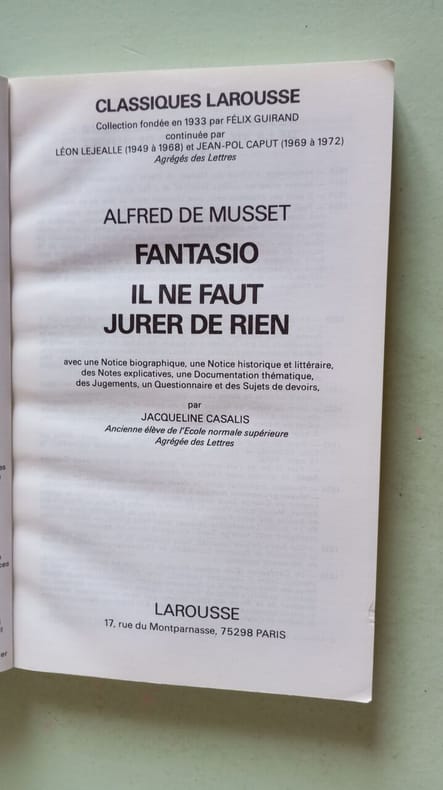 CLASSIQUES LAROUSSE
Collection fondée en 1933 par FÉLIX GUIRAND
continuée par
LÉON LEJEALLE (1949 à 1968) et JEAN-POL CAPUT (1969 à 1972)
Agrégés des Lettres
ALFRED DE MUSSET
FANTASIO
IL NE FAUT
JURER DE RIEN
avec une Notice biographique, une Notice historique et littéraire,
des Notes explicatives, une Documentation thématique,
des Jugements, un Questionnaire et des Sujets de devoirs,
par
JACQUELINE CASALIS
Ancienne élève de l'Ecole normale supérieure
Agrégée des Lettres
LAROUSSE
17, rue du Montparnasse, 75298 PARIS